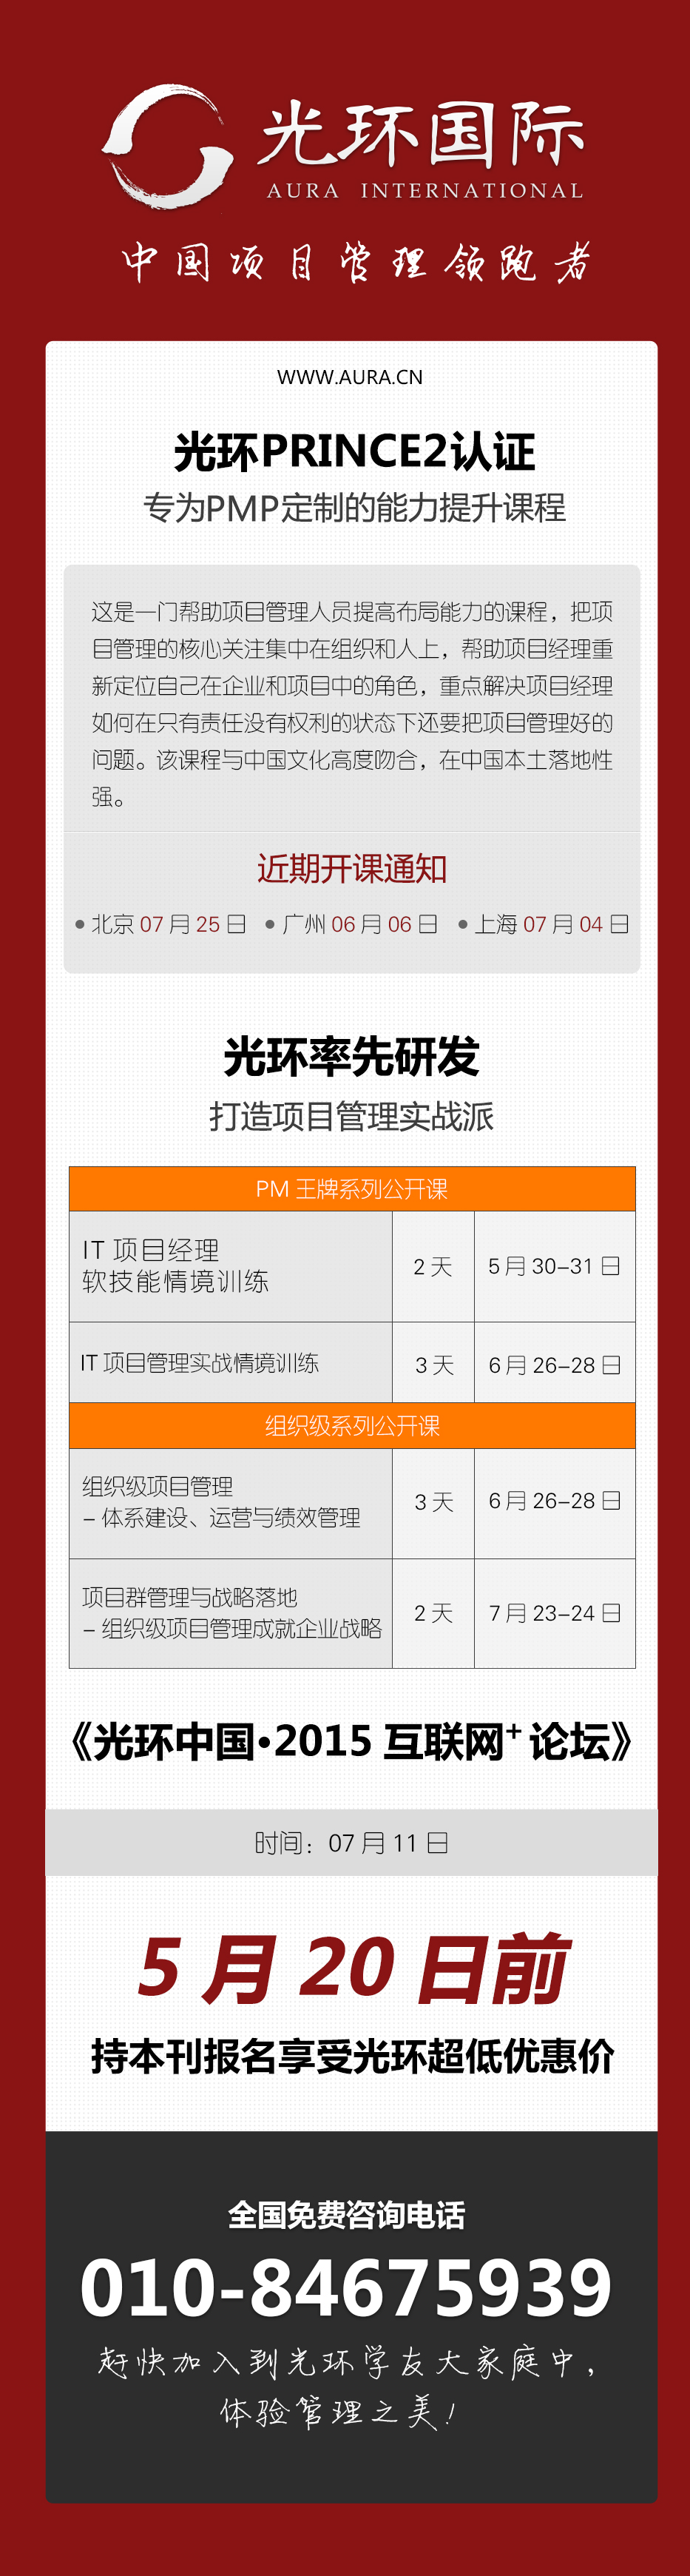 光环国际
AURA INTERNATIONAL
中国项目管理领跑者
WWW.AURA.CN
光环PRINCE2认证
专为PMP定制的能力提升课程
这是一门帮助项目管理人员提高布局能力的课程，把项
目管理的核心关注集中在组织和人上，帮助项目经理重
新定位自己在企业和项目中的角色，重点解决项目经理
如何在只有责任没有权利的状态下还要把项目管理好的
问题。该课程与中国文化高度吻合，在中国本土落地性
强。
近期开课通知
● 北京 07 月 25 日 ● 广州 06 月 06 日 ● 上海 07 月 04 日
光环率先研发
打造项目管理实战派
PM 王牌系列公开课
IT 项目经理
软技能情境训练
2 天
5 月 30–31 日
IT 项目管理实战情境训练
3 天
6 月 26–28 日
组织级系列公开课
组织级项目管理
– 体系建设、运营与绩效管理
3 天
6 月 26–28 日
项目群管理与战略落地
– 组织级项目管理成就企业战略
2 天
7 月 23–24 日
《光环中国•2015 互联网+ 论坛》
时间：07 月 11 日
5 月 20 日前
持本刊报名享受光环超低优惠价
全国免费咨询电话
010-84675939
赶快加入到光环学友大家庭中，
体验管理之美！